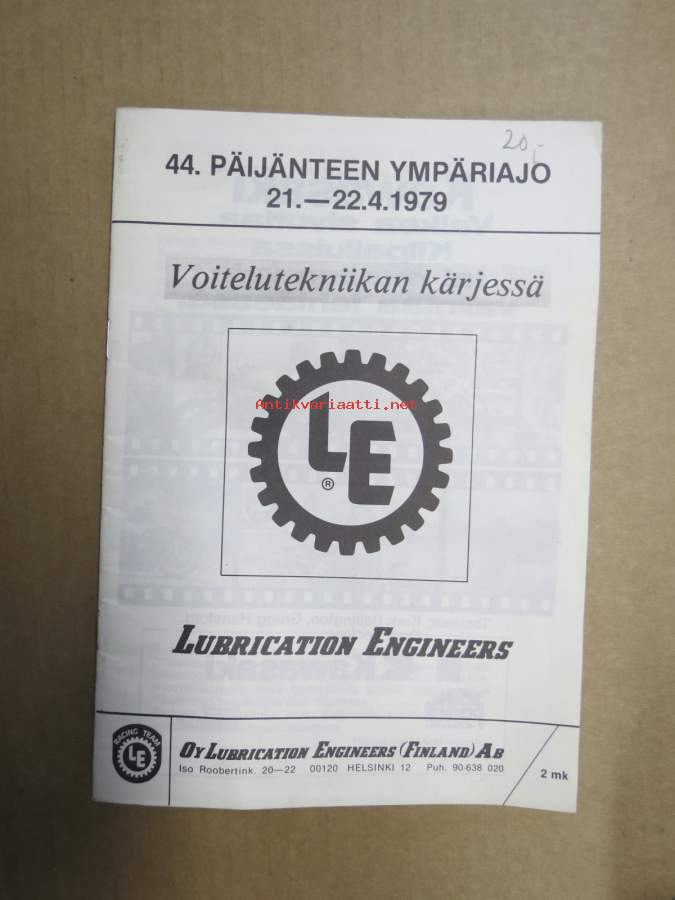 20,-
44. PÄIJÄNTEEN YMPÄRIAJO
21.—22.4.1979
Voitelutekniikan kärjessä
Antikvariaatti.net
LE
®
LUBRICATION ENGINEERS
RACING TEAM
LE
OY LUBRICATION ENGINEERS (FINLAND) AB
Iso Roobertink. 20—22 00120 HELSINKI 12 Puh. 90-638 020
2 mk